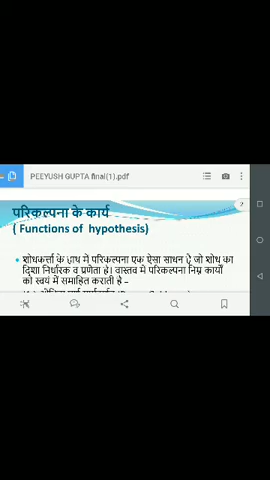 PEEYUSH GUPTA final(1).pdf
2
परिकल्पना के कार्य
( Functions of hypothesis)
शोधकर्त्ता के हाथ में परिकल्पना एक ऐसा साधन है जो शोध का
दिशा निर्धारक व प्रणेता है। वास्तव में परिकल्पना निम्न कार्यों
को स्वयं में समाहित कराती है –